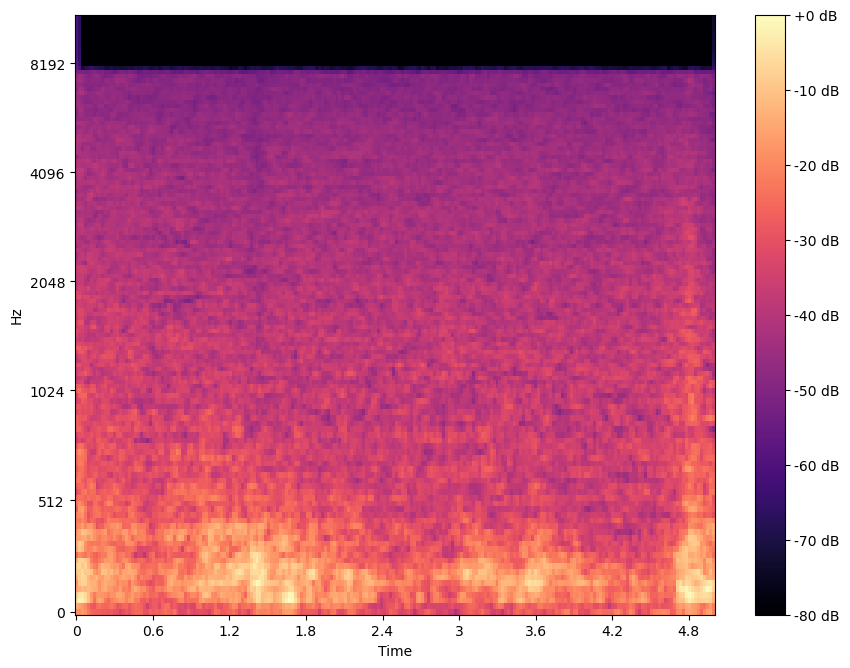 +0 dB
8192
-10 dB
4096
-20 dB
-30 dB
2048
-40 dB
Hz
1024
-50 dB
-60 dB
512
-70 dB
0
-80 dB
0 0.6 1.2 1.8 2.4 3 3.6 4.2 4.8
Time